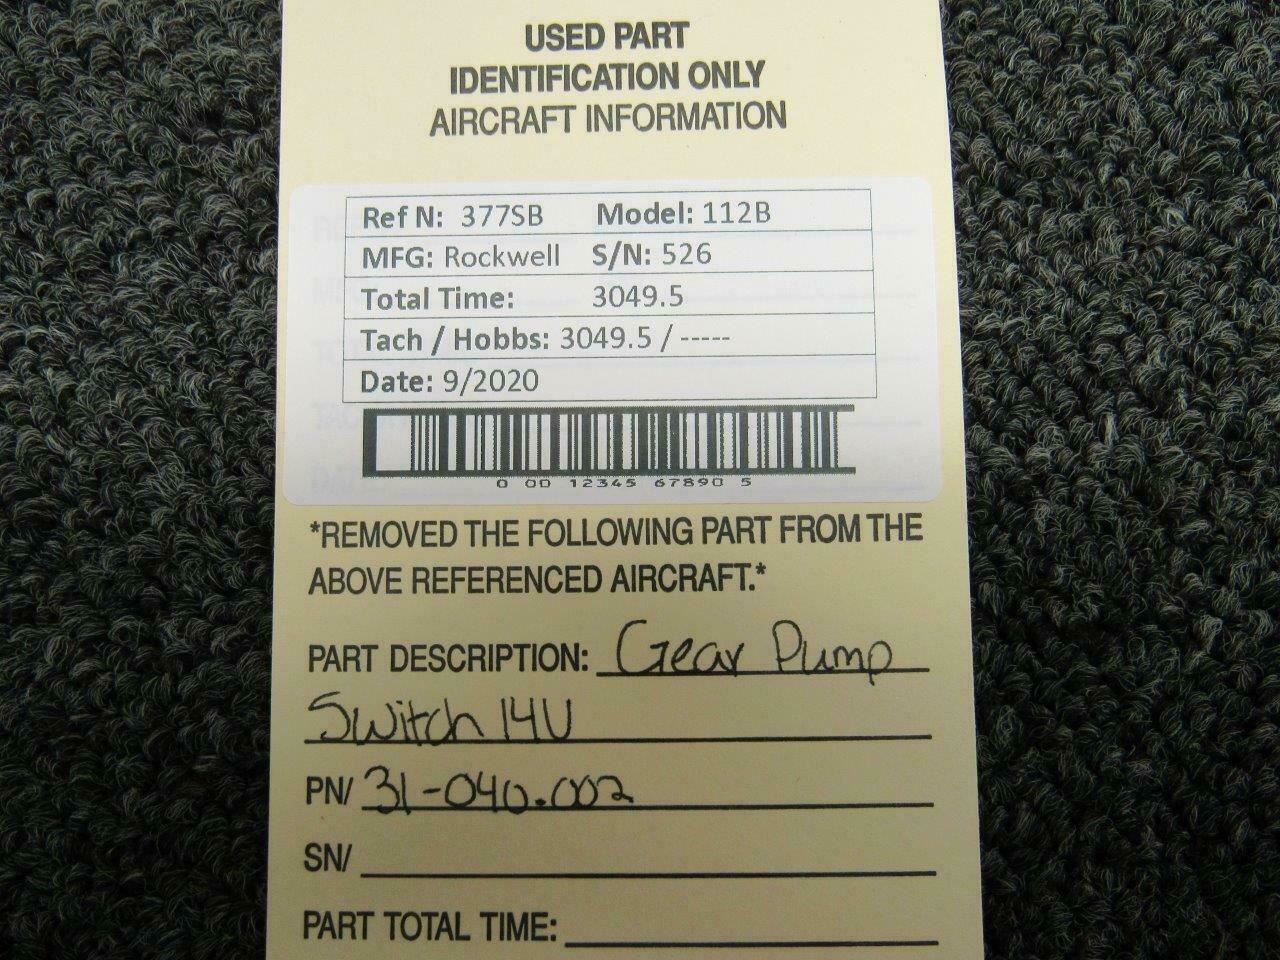 USED PART
IDENTIFICATION ONLY
AIRCRAFT INFORMATION
Ref N: 377SB Model: 112B
MFG: Rockwell S/N: 526
Total Time: 3049.5
Tach / Hobbs: 3049.5 / -----
Date: 9/2020
0 00 12345 67890 5
*REMOVED THE FOLLOWING PART FROM THE
ABOVE REFERENCED AIRCRAFT.*
PART DESCRIPTION: Gear Pump
Switch 14V
PN/ 31-040.002
SN/
PART TOTAL TIME: